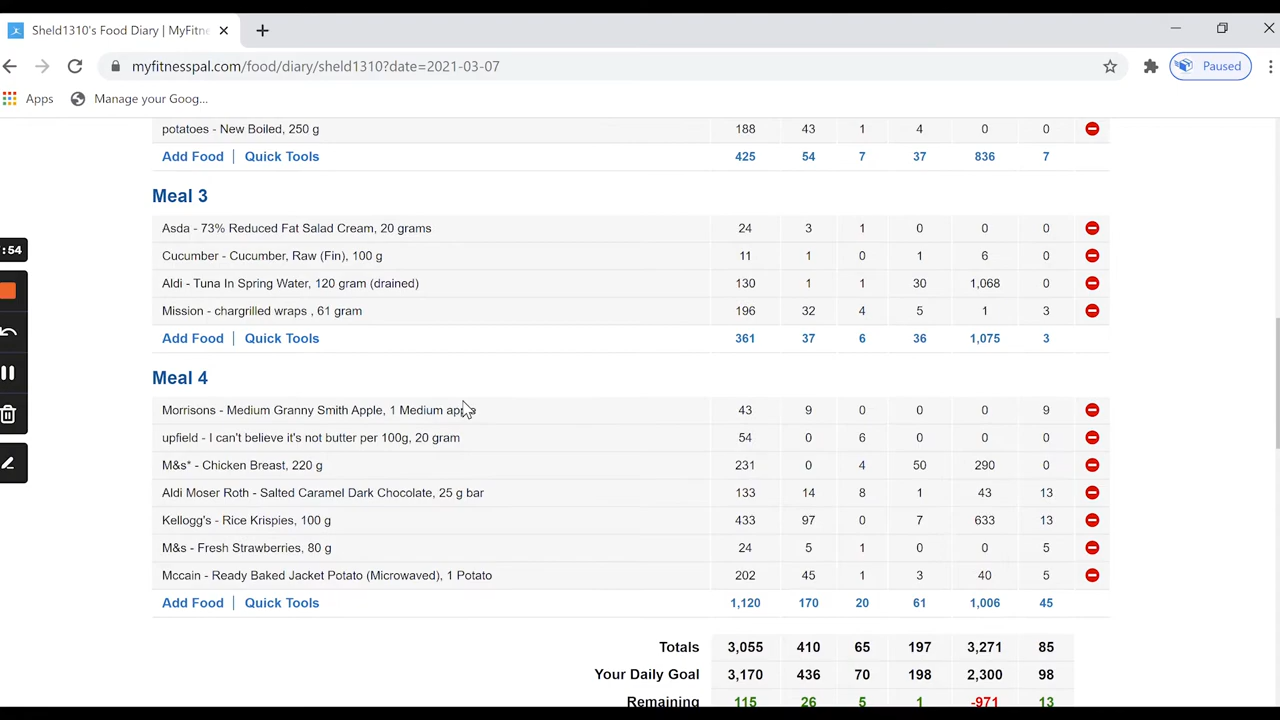 Sheld1310's Food Diary | MyFitne
myfitnesspal.com/food/diary/sheld1310?date=2021-03-07
Paused
Apps Manage your Goog...
potatoes - New Boiled, 250 g 188 43 1 4 0 0
Add Food | Quick Tools 425 54 7 37 836 7
Meal 3
Asda - 73% Reduced Fat Salad Cream, 20 grams 24 3 1 0 0 0
Cucumber - Cucumber, Raw (Fin), 100 g 11 1 0 1 6 0
Aldi - Tuna In Spring Water, 120 gram (drained) 130 1 1 30 1,068 0
Mission - chargrilled wraps , 61 gram 196 32 4 5 1 3
Add Food | Quick Tools 361 37 6 36 1,075 3
:54
Meal 4
Morrisons - Medium Granny Smith Apple, 1 Medium apple 43 9 0 0 0 9
upfield - I can't believe it's not butter per 100g, 20 gram 54 0 6 0 0 0
M&s* - Chicken Breast, 220 g 231 0 4 50 290 0
Aldi Moser Roth - Salted Caramel Dark Chocolate, 25 g bar 133 14 8 1 43 13
Kellogg's - Rice Krispies, 100 g 433 97 0 7 633 13
M&s - Fresh Strawberries, 80 g 24 5 1 0 0 5
Mccain - Ready Baked Jacket Potato (Microwaved), 1 Potato 202 45 1 3 40 5
Add Food | Quick Tools 1,120 170 20 61 1,006 45
Totals 3,055 410 65 197 3,271 85
Your Daily Goal 3,170 436 70 198 2,300 98
Remaining 115 26 5 1 -971 13